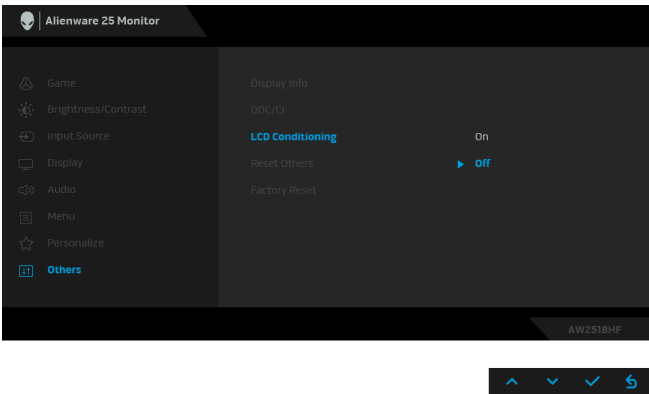 Alienware 25 Monitor
Game
Display Info
Brightness/Contrast
DDC/CI
Input Source
LCD Conditioning
On
Display
Reset Others
Off
Audio
Factory Reset
Menu
Personalize
Others
AW2518HF